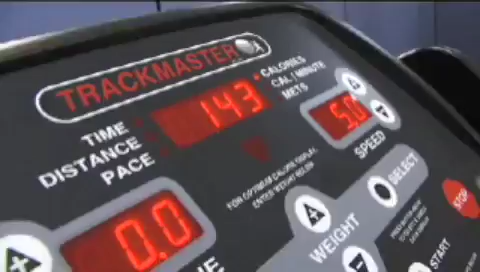 TRACKMASTER
CALORIES
CAL / MINUTE
METS
143
TIME
DISTANCE
PACE
5.0
SPEED
FOR OPTIMUM CALORIE DISPLAY,
ENTER WEIGHT BELOW
SELECT
0.0
WEIGHT
STOP
START